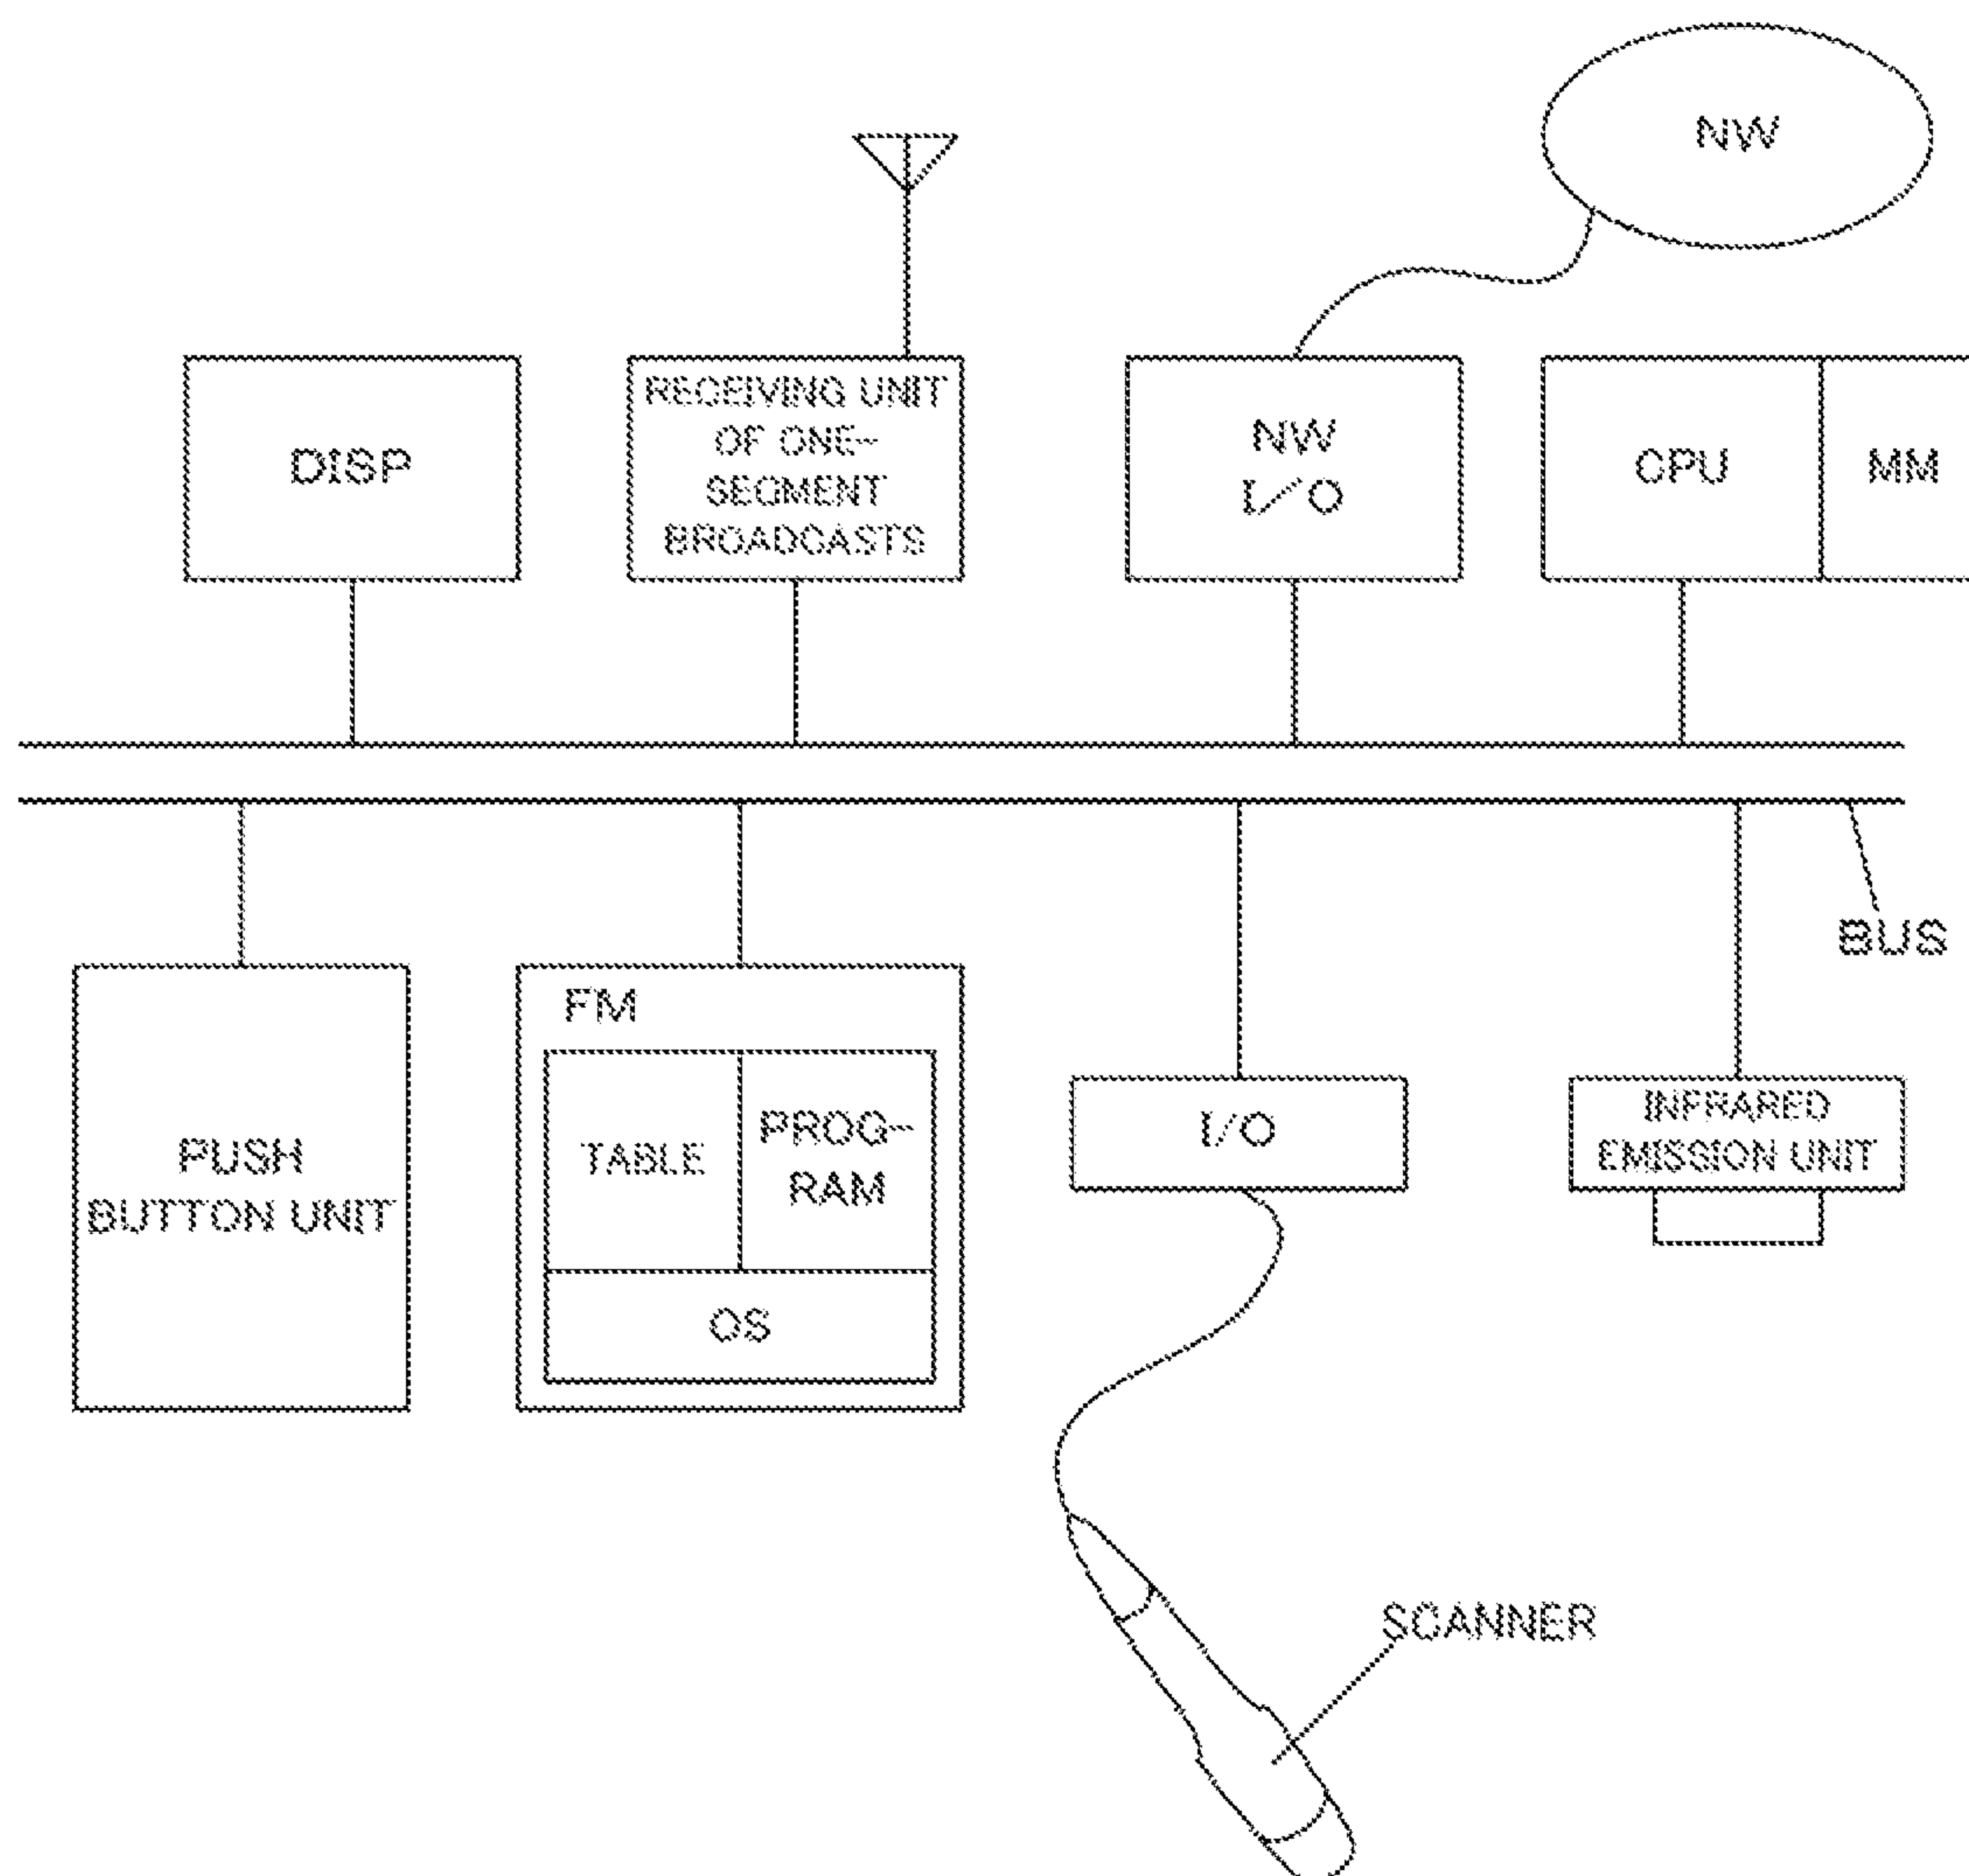 NW
DISP
RECEIVING UNIT
OF ONE-
SEGMENT
BROADCASTS
NW
I/O
CPU
MM
BUS
PUSH
BUTTON UNIT
FM
TABLE
PROG-
RAM
OS
I/O
INFRARED
EMISSION UNIT
SCANNER